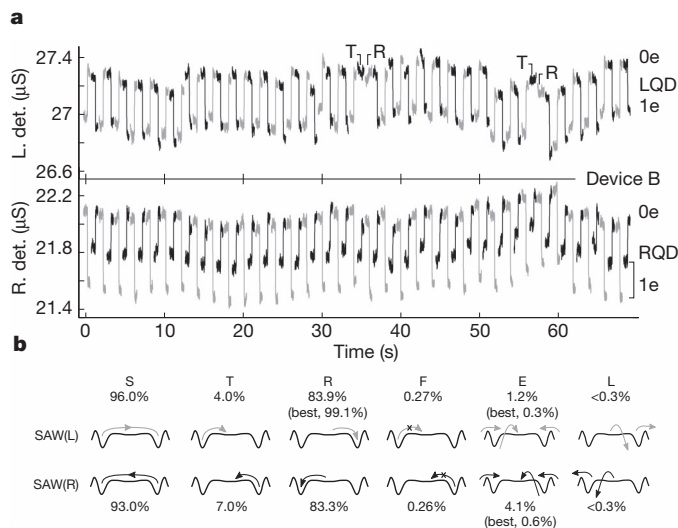 a
27.4
27
26.6
L. det. (μS)
T R
T R
0e
LQD
1e
Device B
22.2
21.8
21.4
R. det. (μS)
0e
RQD
1e
0 10 20 30 40 50 60
Time (s)
b
S T R F E L
96.0% 4.0% 83.9% 0.27% 1.2% <0.3%
(best, 99.1%) (best, 0.3%)
SAW(L)
SAW(R)
93.0% 7.0% 83.3% 0.26% 4.1% <0.3%
(best, 0.6%)